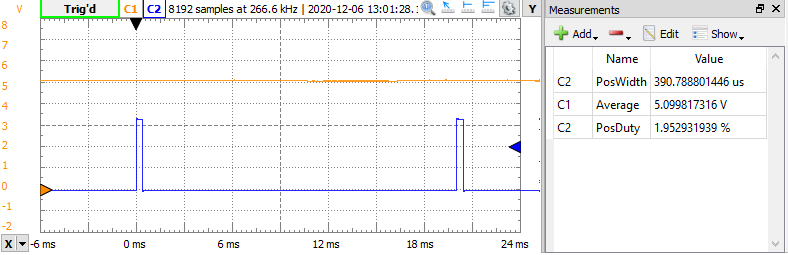 V Trig'd C1 C2 8192 samples at 266.6 kHz | 2020-12-06 13:01:28. Y
8
7
6
5
4
3
2
1
0
-1
-2
X -6 ms 0 ms 6 ms 12 ms 18 ms 24 ms
Measurements
Add Edit Show
Name Value
C2 PosWidth 390.788801446 us
C1 Average 5.099817316 V
C2 PosDuty 1.952931939 %